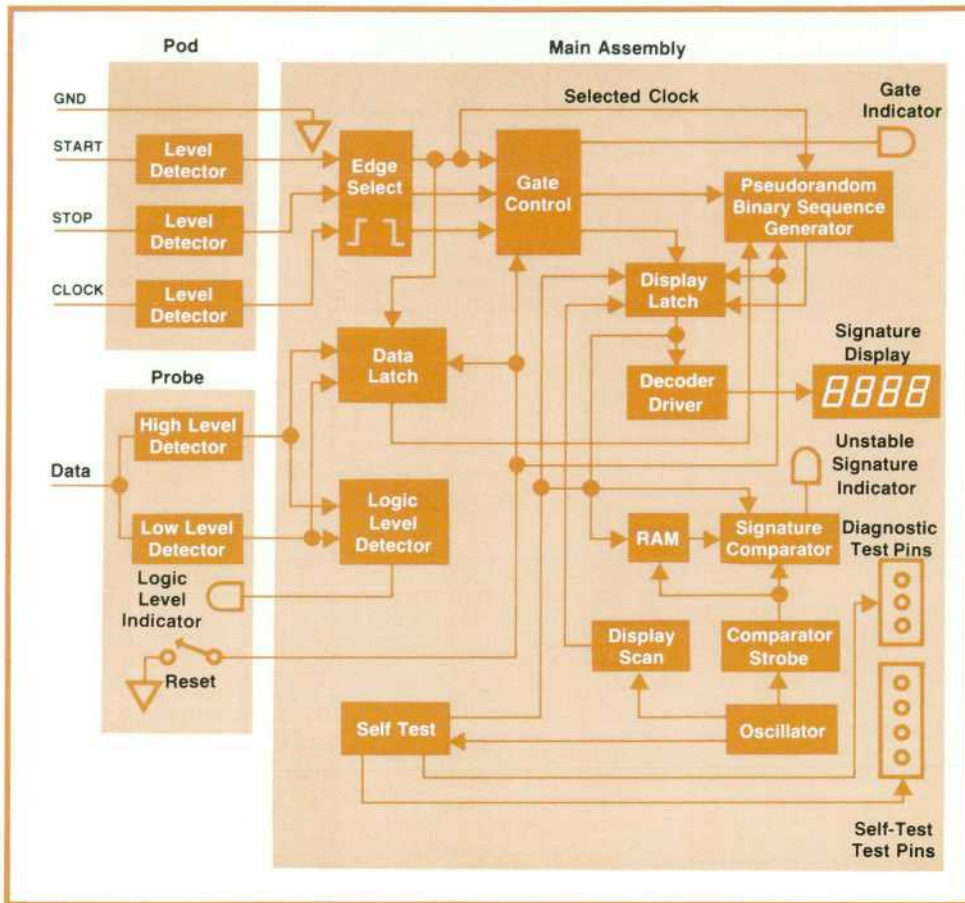 Pod
Main Assembly
GND
START
STOP
CLOCK
Level
Detector
Level
Detector
Level
Detector
Edge
Select
Gate
Control
Selected Clock
Gate
Indicator
Pseudorandom
Binary Sequence
Generator
Display
Latch
Data
Latch
Decoder
Driver
Signature
Display
8888
Probe
High Level
Detector
Data
Low Level
Detector
Logic
Level
Detector
Logic
Level
Indicator
Reset
Unstable
Signature
Indicator
RAM
Signature
Comparator
Diagnostic
Test Pins
Display
Scan
Comparator
Strobe
Self Test
Oscillator
Self-Test
Test Pins